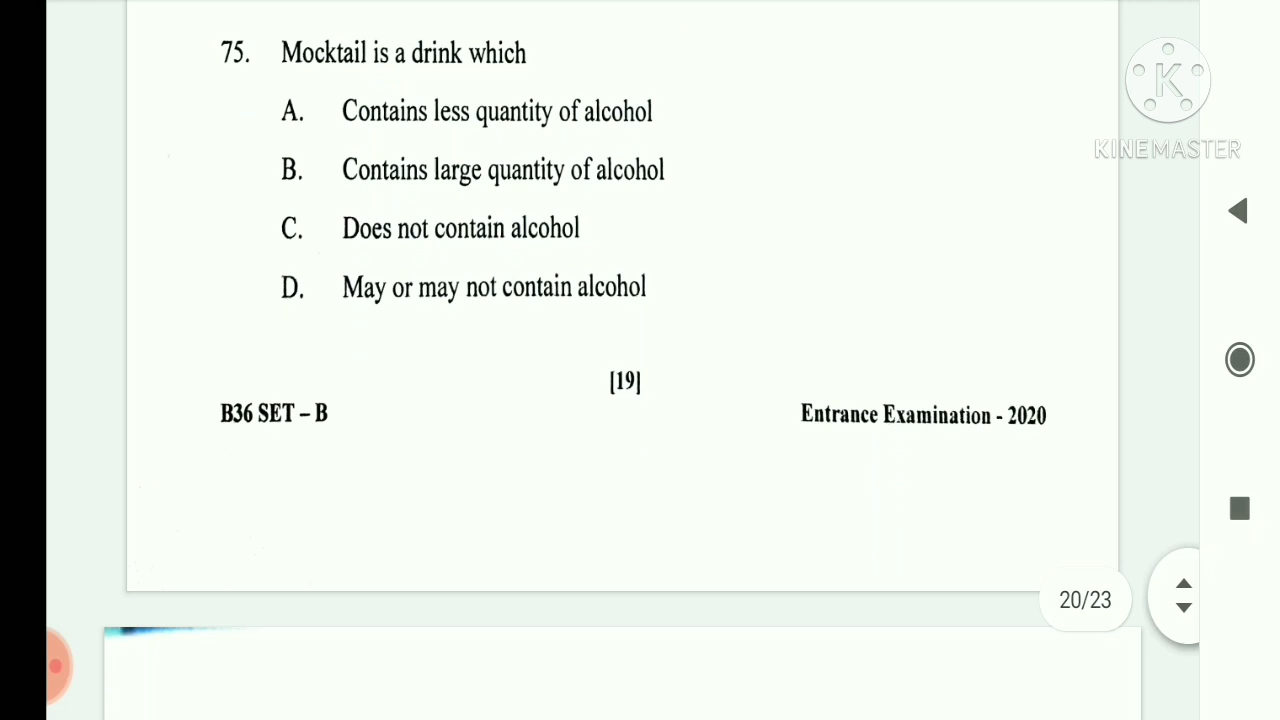 75. Mocktail is a drink which
A. Contains less quantity of alcohol
B. Contains large quantity of alcohol
C. Does not contain alcohol
D. May or may not contain alcohol
[19]
B36 SET – B
Entrance Examination - 2020
20/23
K
KINEMASTER